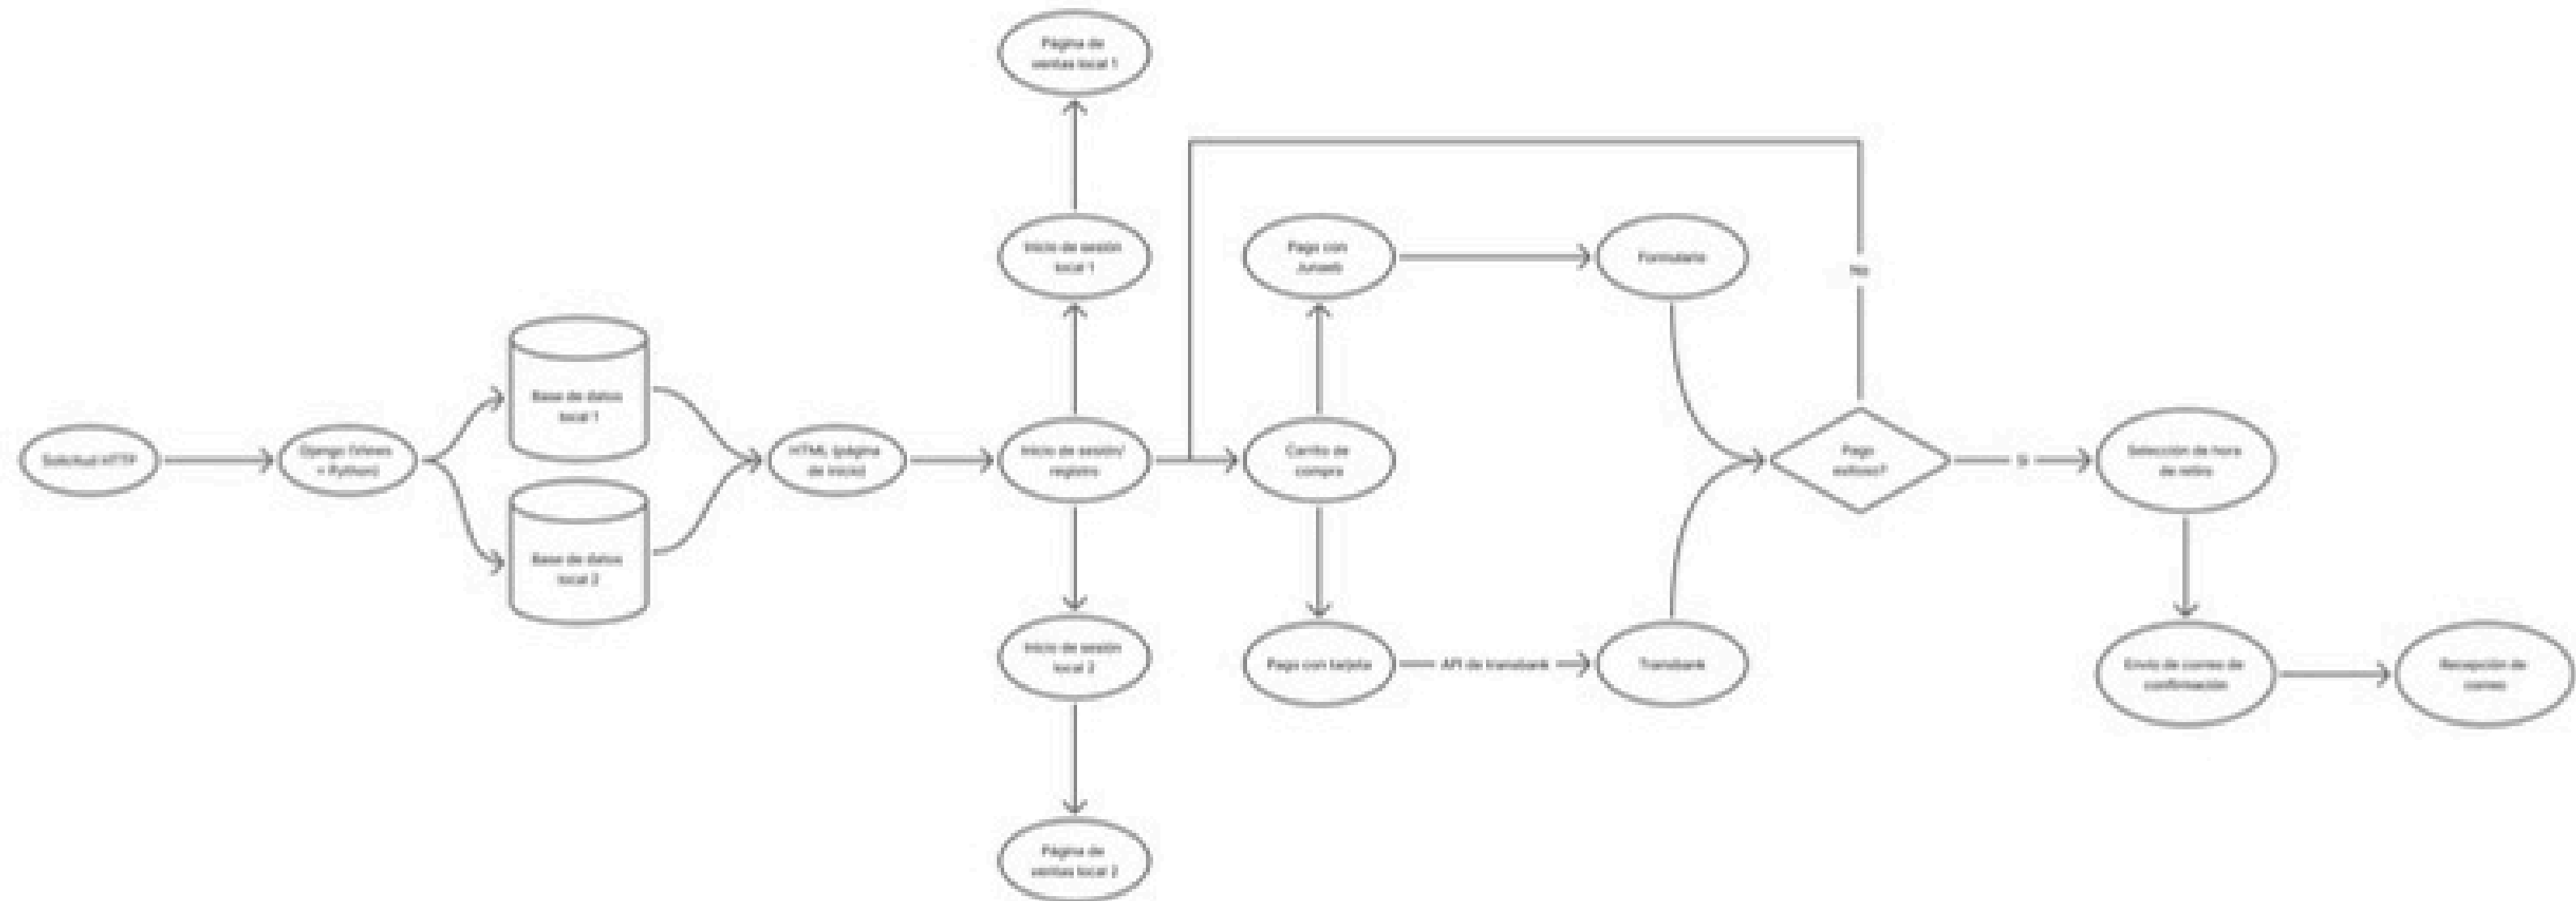 Página de
ventas local 1
Inicio de sesión
local 1
Pago con
Junaeb
Formulario
No
Base de datos
local 1
Solicitud HTTP
Django (Views
+ Python)
HTML (página
de inicio)
Inicio de sesión/
registro
Carrito de
compra
Pago
exitoso?
Si
Selección de hora
de retiro
Base de datos
local 2
Inicio de sesión
local 2
Pago con tarjeta
API de transbank
Transbank
Envío de correo de
confirmación
Recepción de
correo
Página de
ventas local 2